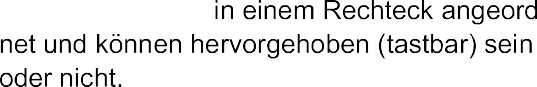 in einem Rechteck angeord
net und können hervorgehoben (tastbar) sein
oder nicht.